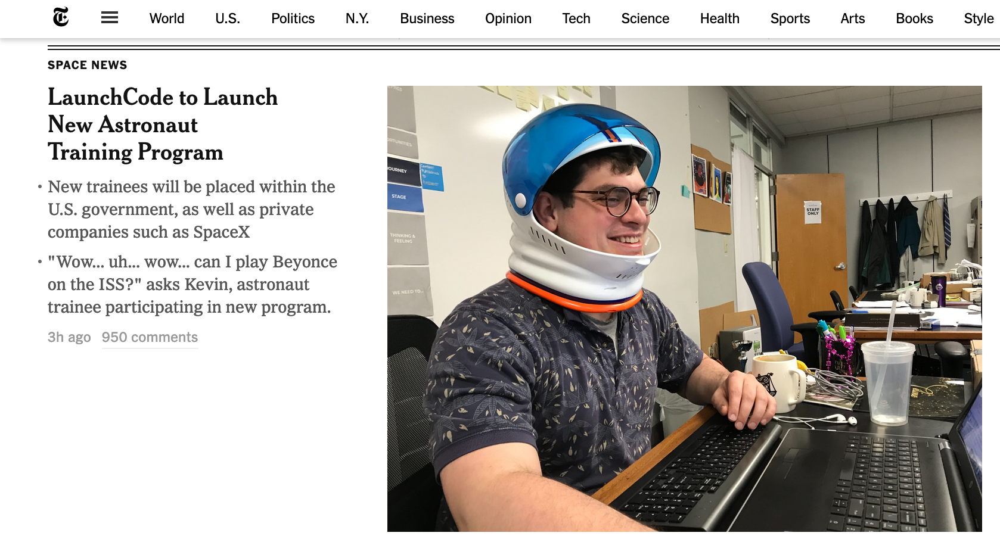 T
World U.S. Politics N.Y. Business Opinion Tech Science Health Sports Arts Books Style
SPACE NEWS
LaunchCode to Launch
New Astronaut
Training Program
• New trainees will be placed within the
U.S. government, as well as private
companies such as SpaceX
• "Wow... uh... wow... can I play Beyonce
on the ISS?" asks Kevin, astronaut
trainee participating in new program.
3h ago 950 comments
OURNEY
STAGE
THINKING &
FEELING
WE NEED TO...
STAFF
ONLY